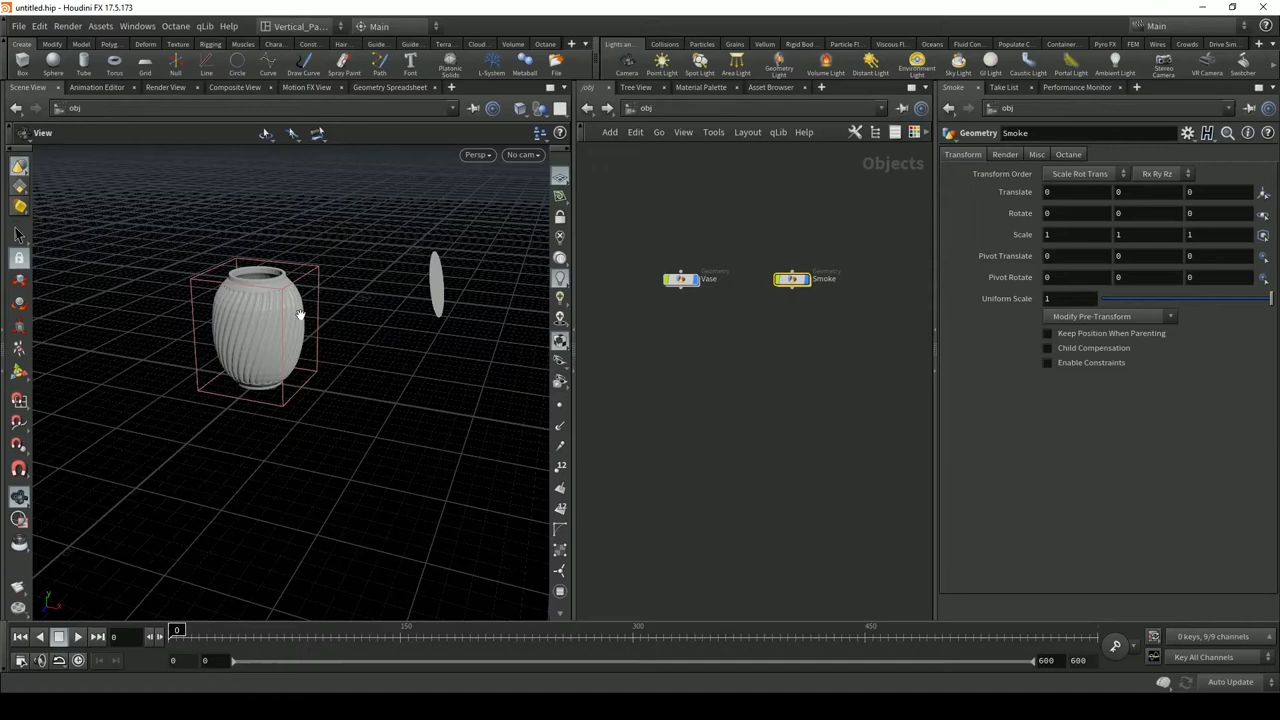 untitled.hip - Houdini FX 17.5.173
File Edit Render Assets Windows Octane qLib Help Vertical_Pa... Main Main
Create Modify Model Polyg... Deform Texture Rigging Muscles Chara... Const... Hair... Guide... Guide... Terra... Cloud... Volume Octane Lights an... Collisions Particles Grains Vellum Rigid Bod... Particle Fl... Viscous Fl... Oceans Fluid Con... Populate C... Container... Pyro FX FEM Wires Crowds Drive Sim...
Box Sphere Tube Torus Grid Null Line Circle Curve Draw Curve Spray Paint Path Font Platonic Solids L-System Metaball File Camera Point Light Spot Light Area Light Geometry Light Volume Light Distant Light Environment Light Sky Light GI Light Caustic Light Portal Light Ambient Light Stereo Camera VR Camera Switcher
Scene View Animation Editor Render View Composite View Motion FX View Geometry Spreadsheet /obj Tree View Material Palette Asset Browser Smoke Take List Performance Monitor
obj obj obj
View Add Edit Go View Tools Layout qLib Help Geometry Smoke
Persp No cam Objects Transform Render Misc Octane
Transform Order Scale Rot Trans Rx Ry Rz
Translate 0 0 0
Rotate 0 0 0
Scale 1 1 1
Pivot Translate 0 0 0
Geometry
Vase
Geometry
Smoke
Pivot Rotate 0 0 0
Uniform Scale 1
Modify Pre-Transform
Keep Position When Parenting
Child Compensation
Enable Constraints
12
12
y
x
z
0 0 150 300 450 0 keys, 9/9 channels
0 0 600 600 Key All Channels
Auto Update